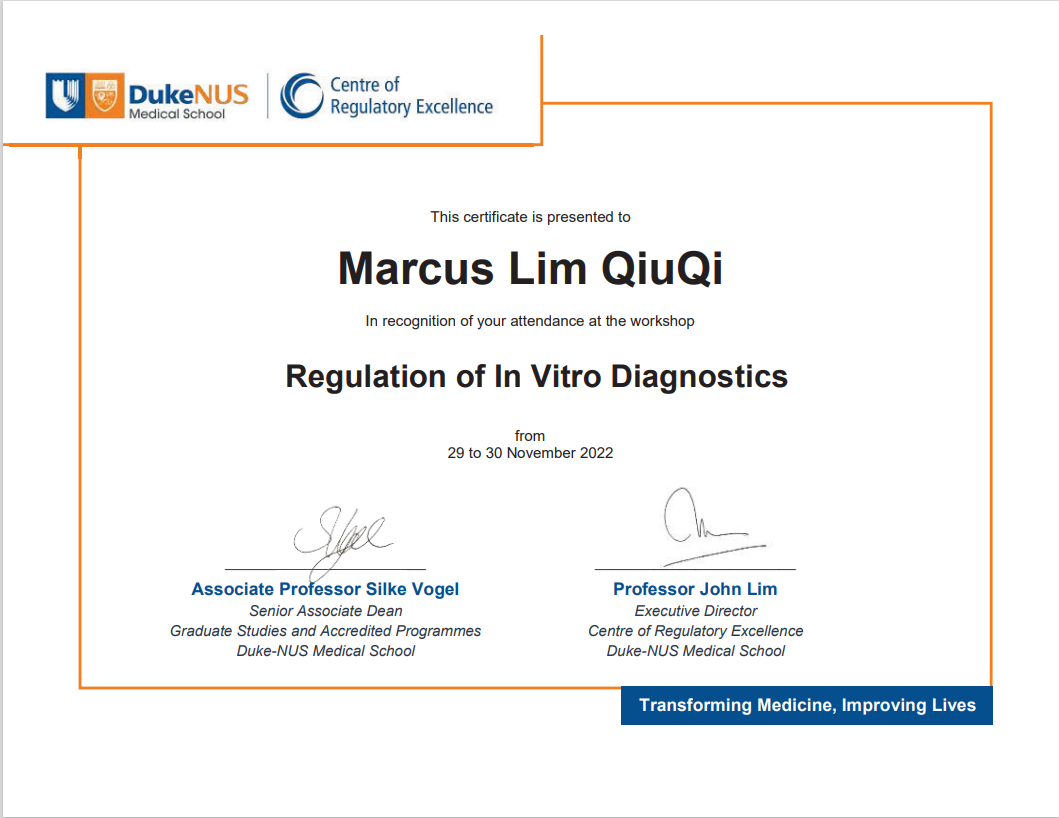 DukeNUS
Medical School
Centre of
Regulatory Excellence
This certificate is presented to
Marcus Lim QiuQi
In recognition of your attendance at the workshop
Regulation of In Vitro Diagnostics
from
29 to 30 November 2022
Associate Professor Silke Vogel
Senior Associate Dean
Graduate Studies and Accredited Programmes
Duke-NUS Medical School
Professor John Lim
Executive Director
Centre of Regulatory Excellence
Duke-NUS Medical School
Transforming Medicine, Improving Lives